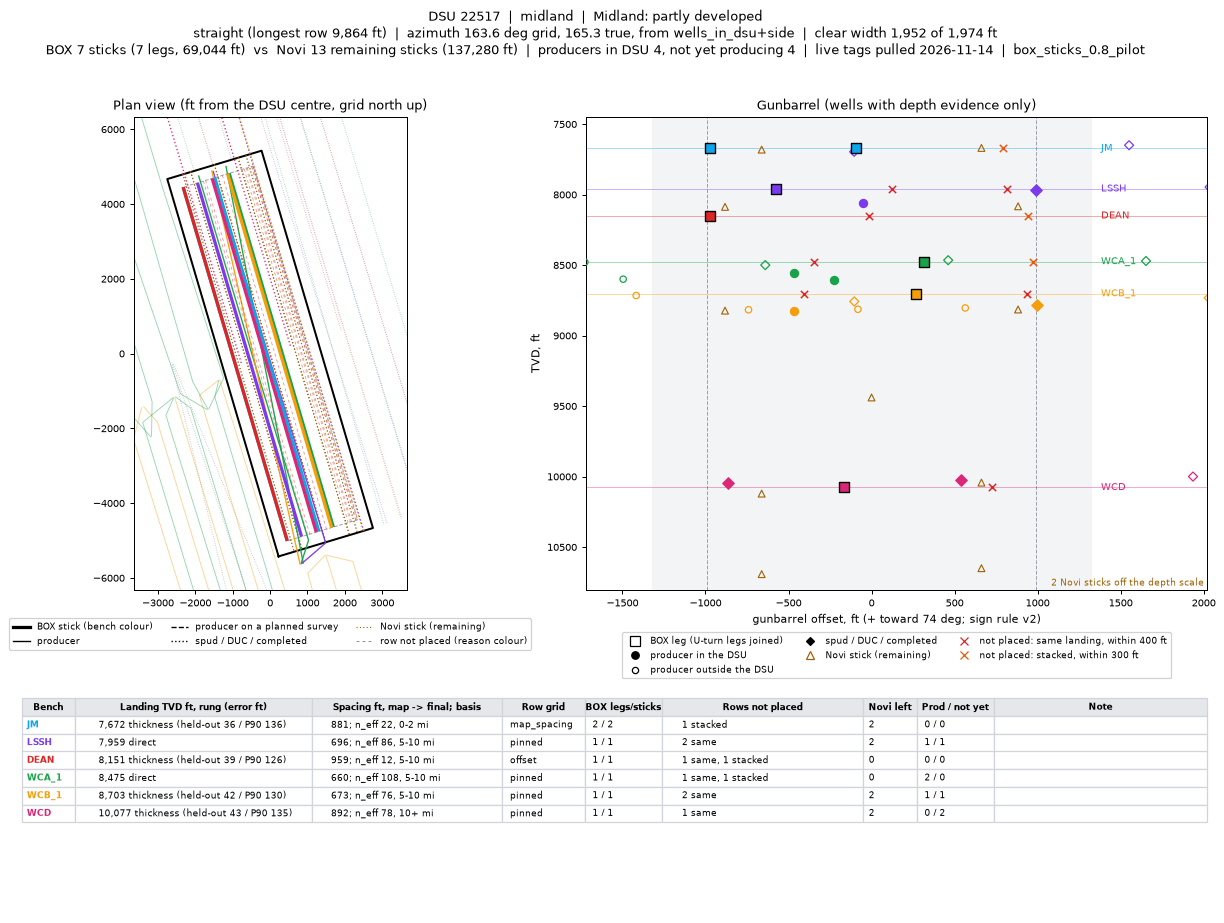 DSU 22517 | midland | Midland: partly developed
straight (longest row 9,864 ft) | azimuth 163.6 deg grid, 165.3 true, from wells_in_dsu+side | clear width 1,952 of 1,974 ft
BOX 7 sticks (7 legs, 69,044 ft) vs Novi 13 remaining sticks (137,280 ft) | producers in DSU 4, not yet producing 4 | live tags pulled 2026-11-14 | box_sticks_0.8_pilot
Plan view (ft from the DSU centre, grid north up)
6000
4000
2000
0
−2000
−4000
−6000
−3000 −2000 −1000 0 1000 2000 3000
BOX stick (bench colour)
producer
producer on a planned survey
spud / DUC / completed
Novi stick (remaining)
row not placed (reason colour)
Gunbarrel (wells with depth evidence only)
TVD, ft
7500
8000
8500
9000
9500
10000
10500
JM
LSSH
DEAN
WCA_1
WCB_1
WCD
2 Novi sticks off the depth scale
−1500 −1000 −500 0 500 1000 1500 2000
gunbarrel offset, ft (+ toward 74 deg; sign rule v2)
BOX leg (U-turn legs joined)
producer in the DSU
producer outside the DSU
spud / DUC / completed
Novi stick (remaining)
not placed: same landing, within 400 ft
not placed: stacked, within 300 ft
Bench Landing TVD ft, rung (error ft) Spacing ft, map -> final; basis Row grid BOX legs/sticks Rows not placed Novi left Prod / not yet Note
JM 7,672 thickness (held-out 36 / P90 136) 881; n_eff 22, 0-2 mi map_spacing 2 / 2 1 stacked 2 0 / 0
LSSH 7,959 direct 696; n_eff 86, 5-10 mi pinned 1 / 1 2 same 2 1 / 1
DEAN 8,151 thickness (held-out 39 / P90 126) 959; n_eff 12, 5-10 mi offset 1 / 1 1 same, 1 stacked 0 0 / 0
WCA_1 8,475 direct 660; n_eff 108, 5-10 mi pinned 1 / 1 1 same, 1 stacked 0 2 / 0
WCB_1 8,703 thickness (held-out 42 / P90 130) 673; n_eff 76, 5-10 mi pinned 1 / 1 2 same 2 1 / 1
WCD 10,077 thickness (held-out 43 / P90 135) 892; n_eff 78, 10+ mi pinned 1 / 1 1 same 2 0 / 2